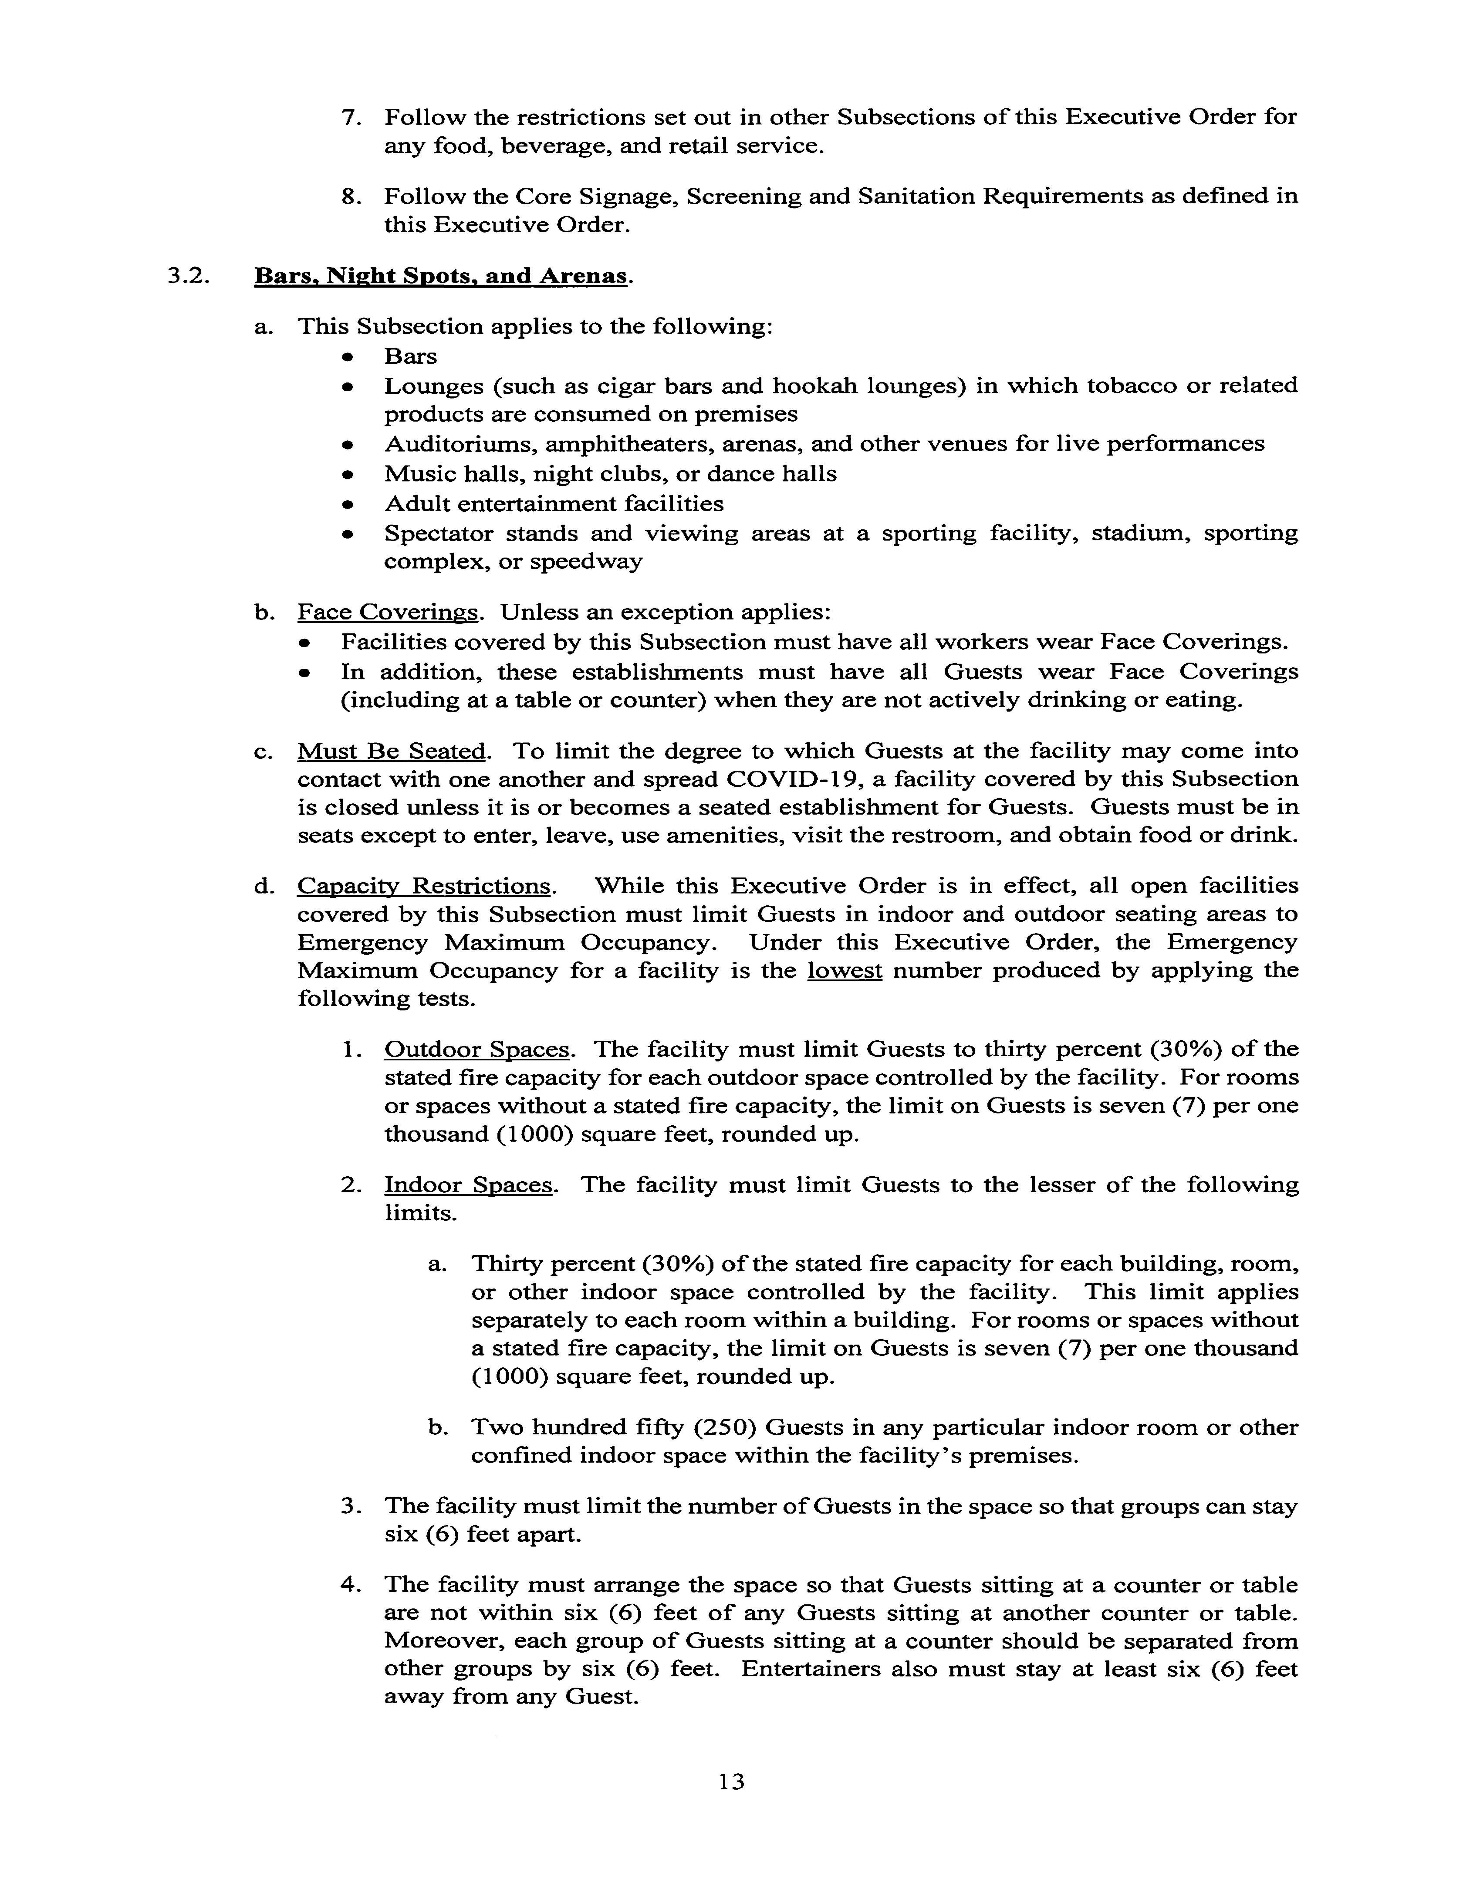 7. Follow the restrictions set out in other Subsections of this Executive Order for
any food, beverage, and retail service.
8. Follow the Core Signage, Screening and Sanitation Requirements as defined in
this Executive Order.
3.2. Bars, Night Spots, and Arenas.
a. This Subsection applies to the following:
• Bars
• Lounges (such as cigar bars and hookah lounges) in which tobacco or related
products are consumed on premises
• Auditoriums, amphitheaters, arenas, and other venues for live performances
• Music halls, night clubs, or dance halls
• Adult entertainment facilities
• Spectator stands and viewing areas at a sporting facility, stadium, sporting
complex, or speedway
b. Face Coverings. Unless an exception applies:
• Facilities covered by this Subsection must have all workers wear Face Coverings.
• In addition, these establishments must have all Guests wear Face Coverings
(including at a table or counter) when they are not actively drinking or eating.
c. Must Be Seated. To limit the degree to which Guests at the facility may come into
contact with one another and spread COVID-19, a facility covered by this Subsection
is closed unless it is or becomes a seated establishment for Guests. Guests must be in
seats except to enter, leave, use amenities, visit the restroom, and obtain food or drink.
d. Capacity Restrictions. While this Executive Order is in effect, all open facilities
covered by this Subsection must limit Guests in indoor and outdoor seating areas to
Emergency Maximum Occupancy. Under this Executive Order, the Emergency
Maximum Occupancy for a facility is the lowest number produced by applying the
following tests.
1. Outdoor Spaces. The facility must limit Guests to thirty percent (30%) of the
stated fire capacity for each outdoor space controlled by the facility. For rooms
or spaces without a stated fire capacity, the limit on Guests is seven (7) per one
thousand (1000) square feet, rounded up.
2. Indoor Spaces. The facility must limit Guests to the lesser of the following
limits.
a. Thirty percent (30%) of the stated fire capacity for each building, room,
or other indoor space controlled by the facility. This limit applies
separately to each room within a building. For rooms or spaces without
a stated fire capacity, the limit on Guests is seven (7) per one thousand
(1000) square feet, rounded up.
b. Two hundred fifty (250) Guests in any particular indoor room or other
confined indoor space within the facility's premises.
3. The facility must limit the number of Guests in the space so that groups can stay
six (6) feet apart.
4. The facility must arrange the space so that Guests sitting at a counter or table
are not within six (6) feet of any Guests sitting at another counter or table.
Moreover, each group of Guests sitting at a counter should be separated from
other groups by six (6) feet. Entertainers also must stay at least six (6) feet
away from any Guest.
13